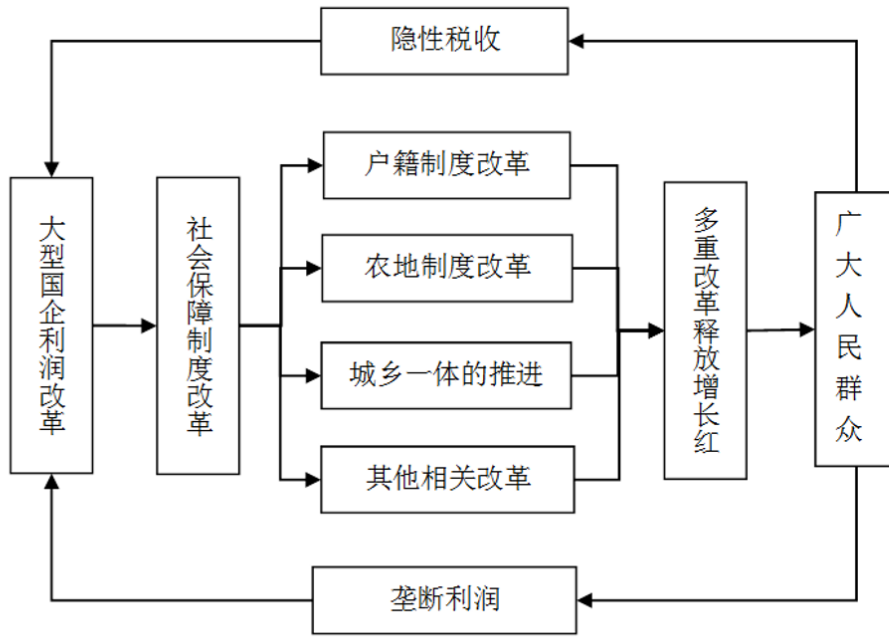 隐性税收
大型国企利润改革
社会保障制度改革
户籍制度改革
农地制度改革
城乡一体的推进
其他相关改革
多重改革释放增长红
广大人民群众
垄断利润